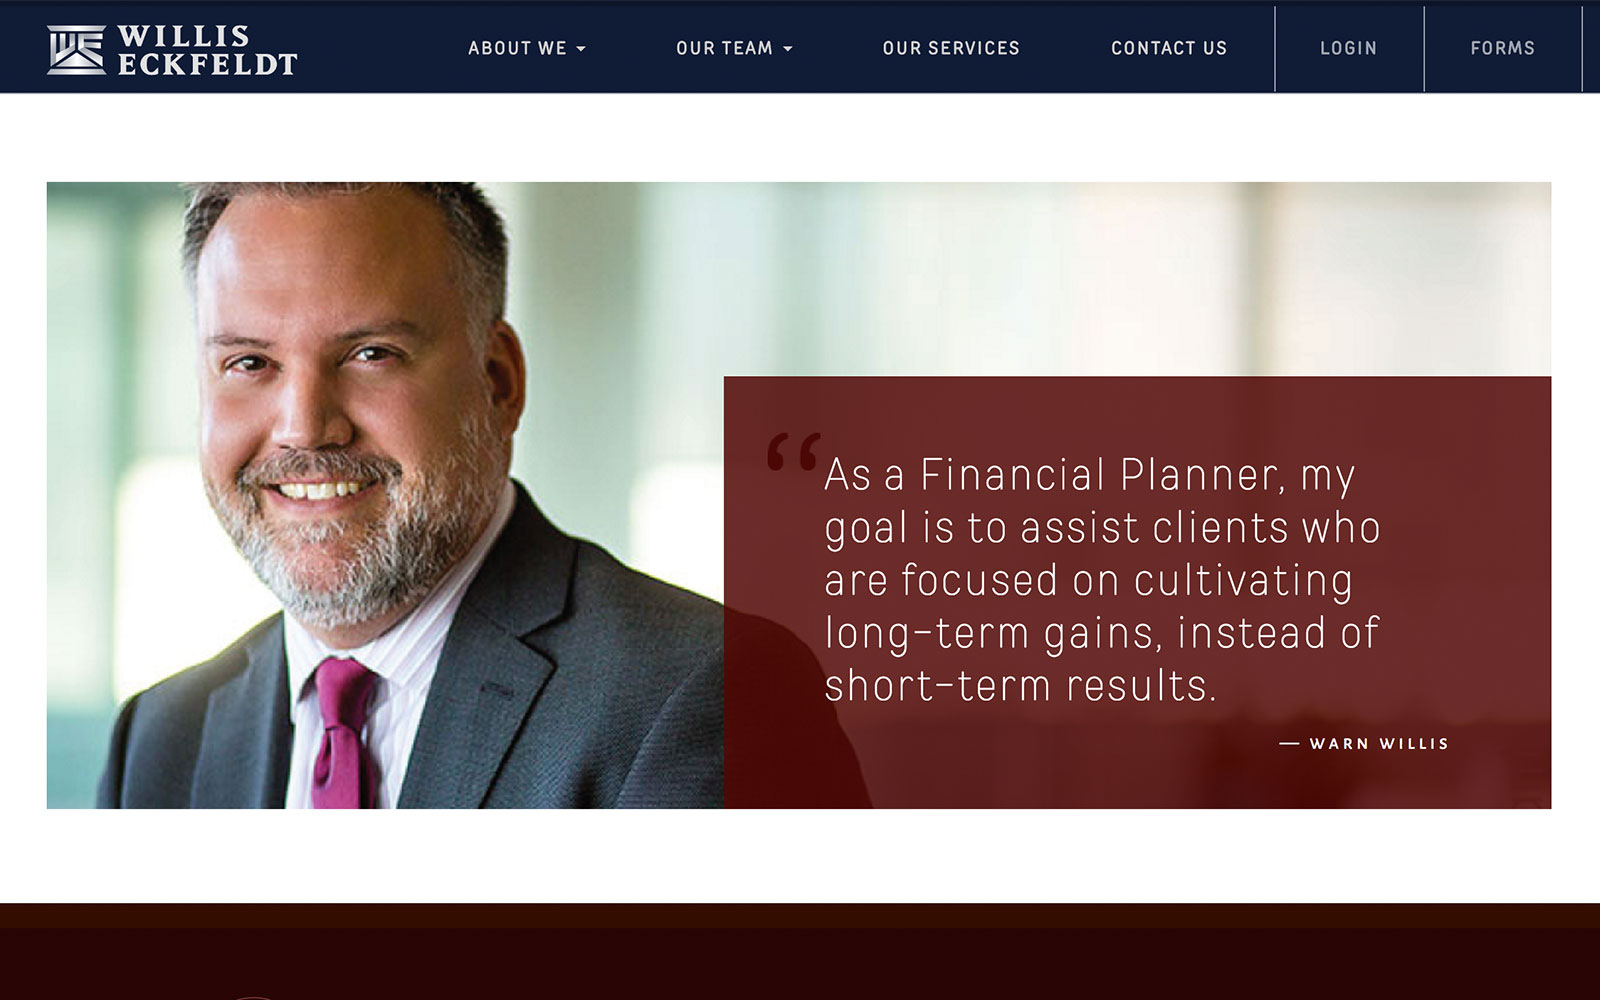 WILLIS
ECKFELDT
ABOUT WE
OUR TEAM
OUR SERVICES
CONTACT US
LOGIN
FORMS
“As a Financial Planner, my
goal is to assist clients who
are focused on cultivating
long-term gains, instead of
short-term results.
— WARN WILLIS